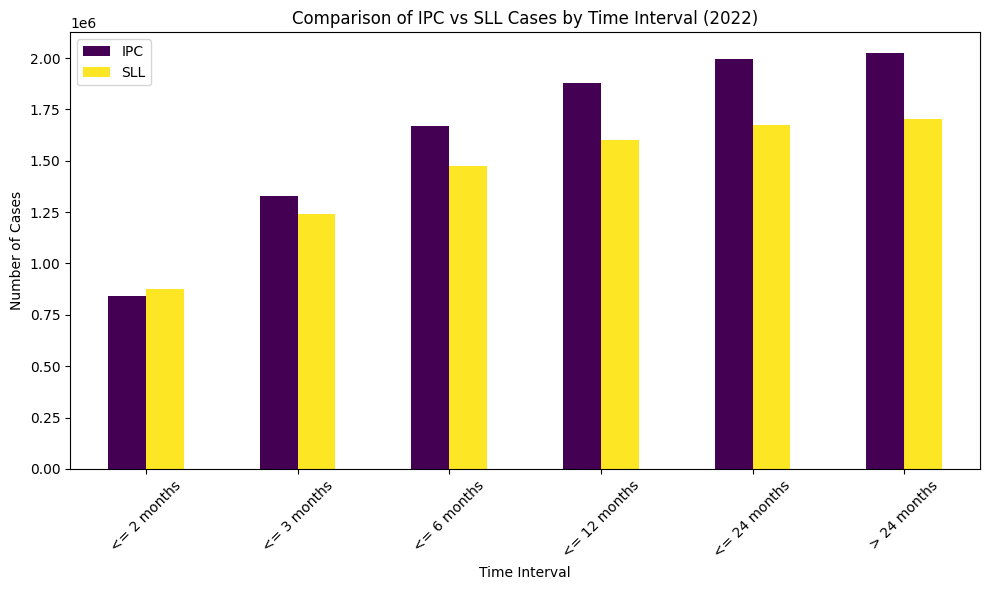 Comparison of IPC vs SLL Cases by Time Interval (2022)
1e6
IPC
SLL
2.00
1.75
1.50
1.25
1.00
0.75
0.50
0.25
0.00
Number of Cases
<= 2 months
<= 3 months
<= 6 months
<= 12 months
<= 24 months
> 24 months
Time Interval